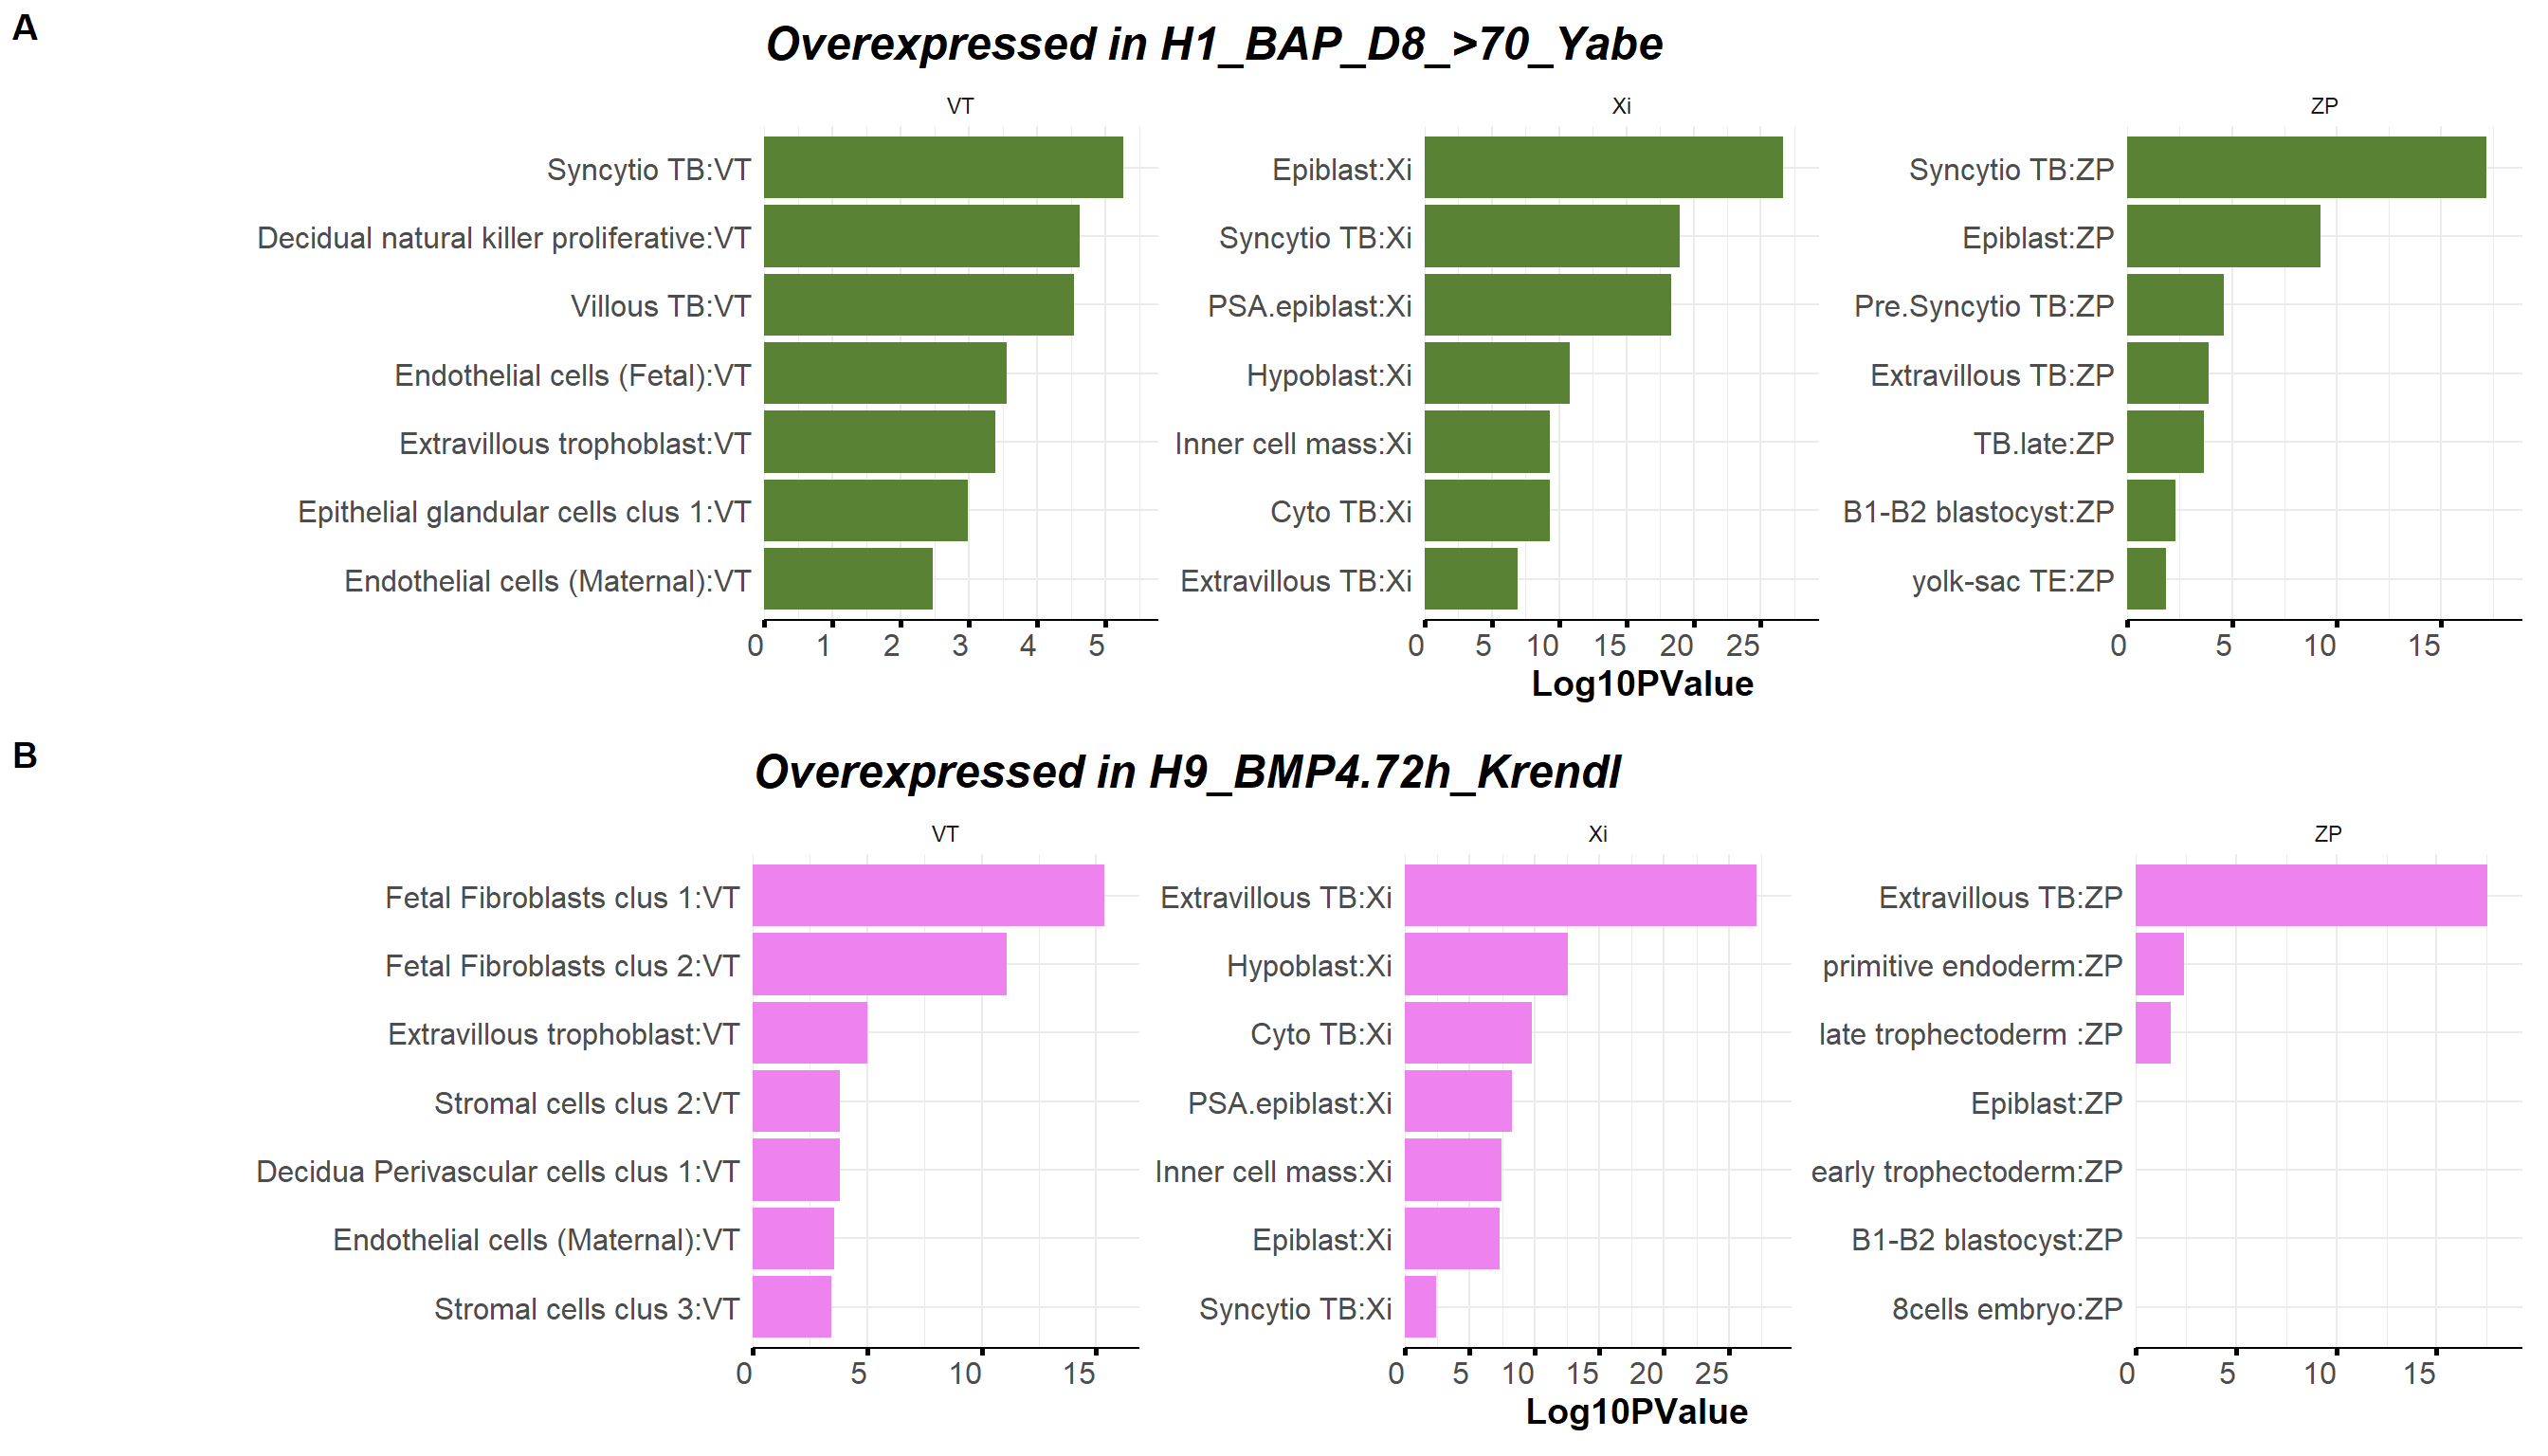 A
Overexpressed in H1_BAP_D8_>70_Yabe
VT
Syncytio TB:VT
Decidual natural killer proliferative:VT
Villous TB:VT
Endothelial cells (Fetal):VT
Extravillous trophoblast:VT
Epithelial glandular cells clus 1:VT
Endothelial cells (Maternal):VT
0 1 2 3 4 5
Xi
Epiblast:Xi
Syncytio TB:Xi
PSA.epiblast:Xi
Hypoblast:Xi
Inner cell mass:Xi
Cyto TB:Xi
Extravillous TB:Xi
0 5 10 15 20 25
ZP
Syncytio TB:ZP
Epiblast:ZP
Pre.Syncytio TB:ZP
Extravillous TB:ZP
TB.late:ZP
B1-B2 blastocyst:ZP
yolk-sac TE:ZP
0 5 10 15
Log10PValue
B
Overexpressed in H9_BMP4.72h_Krendl
VT
Fetal Fibroblasts clus 1:VT
Fetal Fibroblasts clus 2:VT
Extravillous trophoblast:VT
Stromal cells clus 2:VT
Decidua Perivascular cells clus 1:VT
Endothelial cells (Maternal):VT
Stromal cells clus 3:VT
0 5 10 15
Xi
Extravillous TB:Xi
Hypoblast:Xi
Cyto TB:Xi
PSA.epiblast:Xi
Inner cell mass:Xi
Epiblast:Xi
Syncytio TB:Xi
0 5 10 15 20 25
ZP
Extravillous TB:ZP
primitive endoderm:ZP
late trophectoderm :ZP
Epiblast:ZP
early trophectoderm:ZP
B1-B2 blastocyst:ZP
8cells embryo:ZP
0 5 10 15
Log10PValue